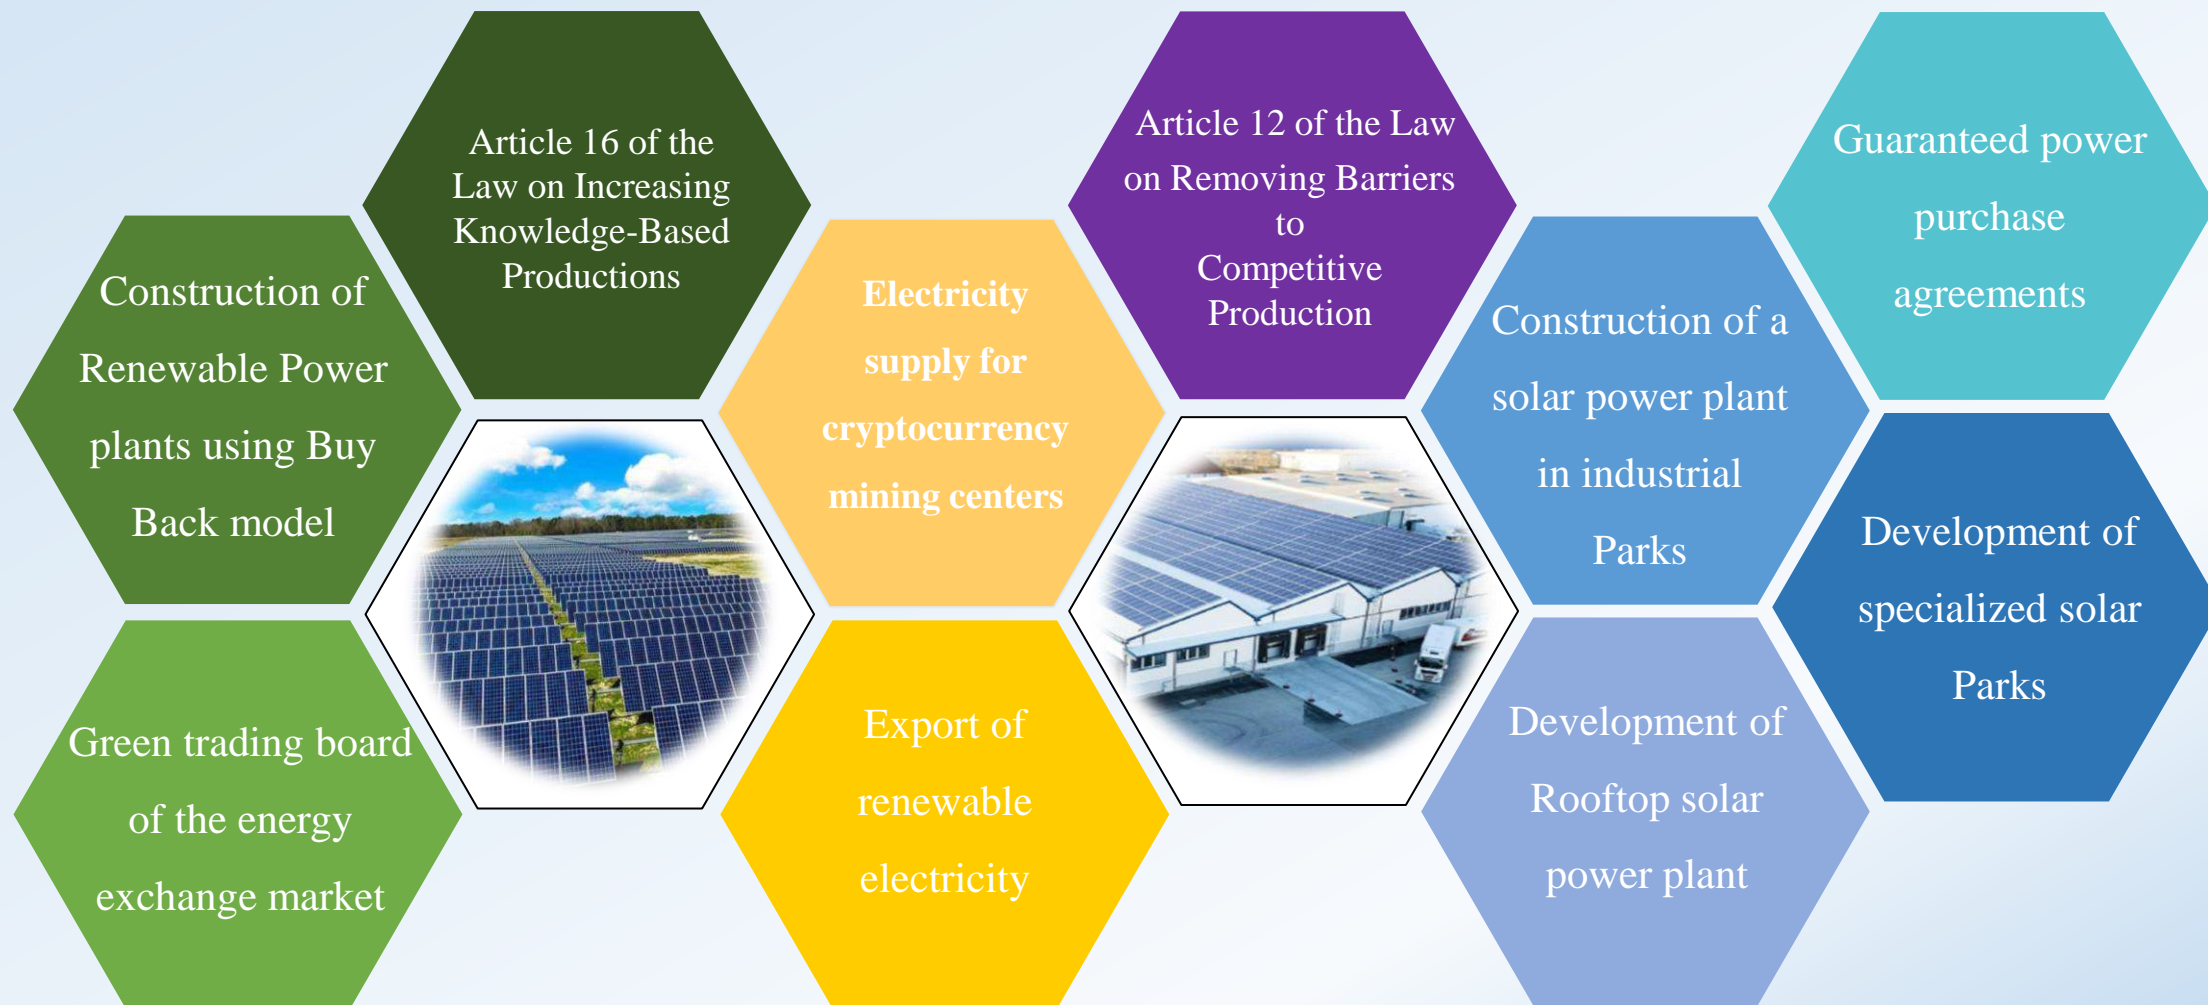 Construction of
Renewable Power
plants using Buy
Back model
Green trading board
of the energy
exchange market
Article 16 of the
Law on Increasing
Knowledge-Based
Productions
Electricity
supply for
cryptocurrency
mining centers
Export of
renewable
electricity
Article 12 of the Law
on Removing Barriers
to
Competitive
Production
Construction of a
solar power plant
in industrial
Parks
Development of
Rooftop solar
power plant
Guaranteed power
purchase
agreements
Development of
specialized solar
Parks